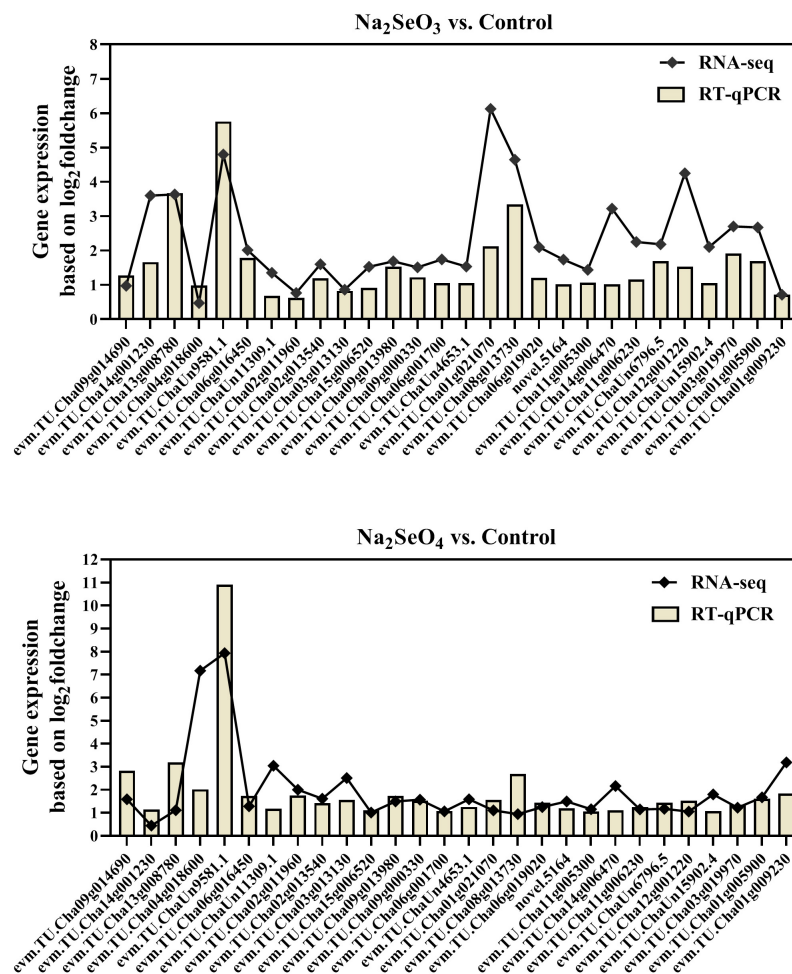 Na₂SeO₃ vs. Control
8
7
6
5
4
3
2
1
0
Gene expression
based on log₂foldchange
RNA-seq
RT-qPCR
evm.TU.Cha09g014690
evm.TU.Cha14g001230
evm.TU.Cha13g008780
evm.TU.Cha04g018600
evm.TU.ChaUn9581.1
evm.TU.Cha06g016450
evm.TU.ChaUn11309.1
evm.TU.Cha02g011960
evm.TU.Cha02g013540
evm.TU.Cha03g013130
evm.TU.Cha15g006520
evm.TU.Cha09g013980
evm.TU.Cha09g000330
evm.TU.Cha06g001700
evm.TU.ChaUn4653.1
evm.TU.Cha01g021070
evm.TU.Cha08g013730
evm.TU.Cha06g019020
novel.5164
evm.TU.Cha11g005300
evm.TU.Cha14g006470
evm.TU.Cha11g006230
evm.TU.ChaUn6796.5
evm.TU.Cha12g001220
evm.TU.ChaUn15902.4
evm.TU.Cha03g019970
evm.TU.Cha01g005900
evm.TU.Cha01g009230
Na₂SeO₄ vs. Control
12
11
10
9
8
7
6
5
4
3
2
1
0
Gene expression
based on log₂foldchange
RNA-seq
RT-qPCR
evm.TU.Cha09g014690
evm.TU.Cha14g001230
evm.TU.Cha13g008780
evm.TU.Cha04g018600
evm.TU.ChaUn9581.1
evm.TU.Cha06g016450
evm.TU.ChaUn11309.1
evm.TU.Cha02g011960
evm.TU.Cha02g013540
evm.TU.Cha03g013130
evm.TU.Cha15g006520
evm.TU.Cha09g013980
evm.TU.Cha09g000330
evm.TU.Cha06g001700
evm.TU.ChaUn4653.1
evm.TU.Cha01g021070
evm.TU.Cha08g013730
evm.TU.Cha06g019020
novel.5164
evm.TU.Cha11g005300
evm.TU.Cha14g006470
evm.TU.Cha11g006230
evm.TU.ChaUn6796.5
evm.TU.Cha12g001220
evm.TU.ChaUn15902.4
evm.TU.Cha03g019970
evm.TU.Cha01g005900
evm.TU.Cha01g009230